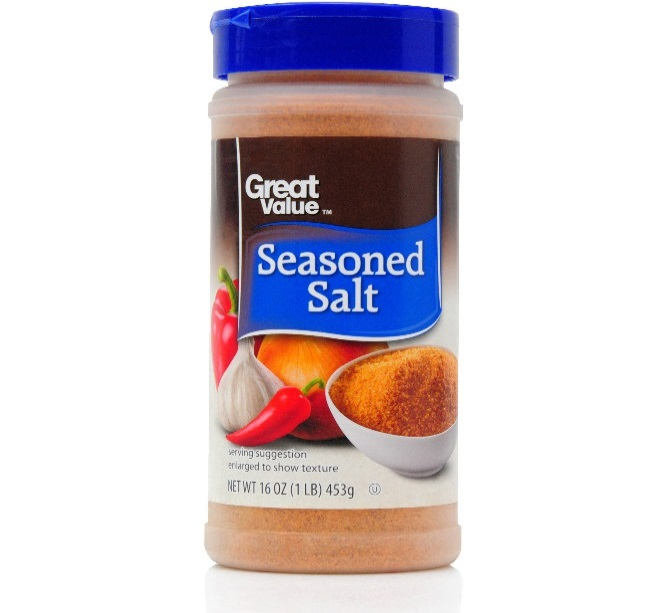 Great
Value ™
Seasoned
Salt
serving suggestion
enlarged to show texture
NET WT 16 OZ (1 LB) 453g Ⓤ